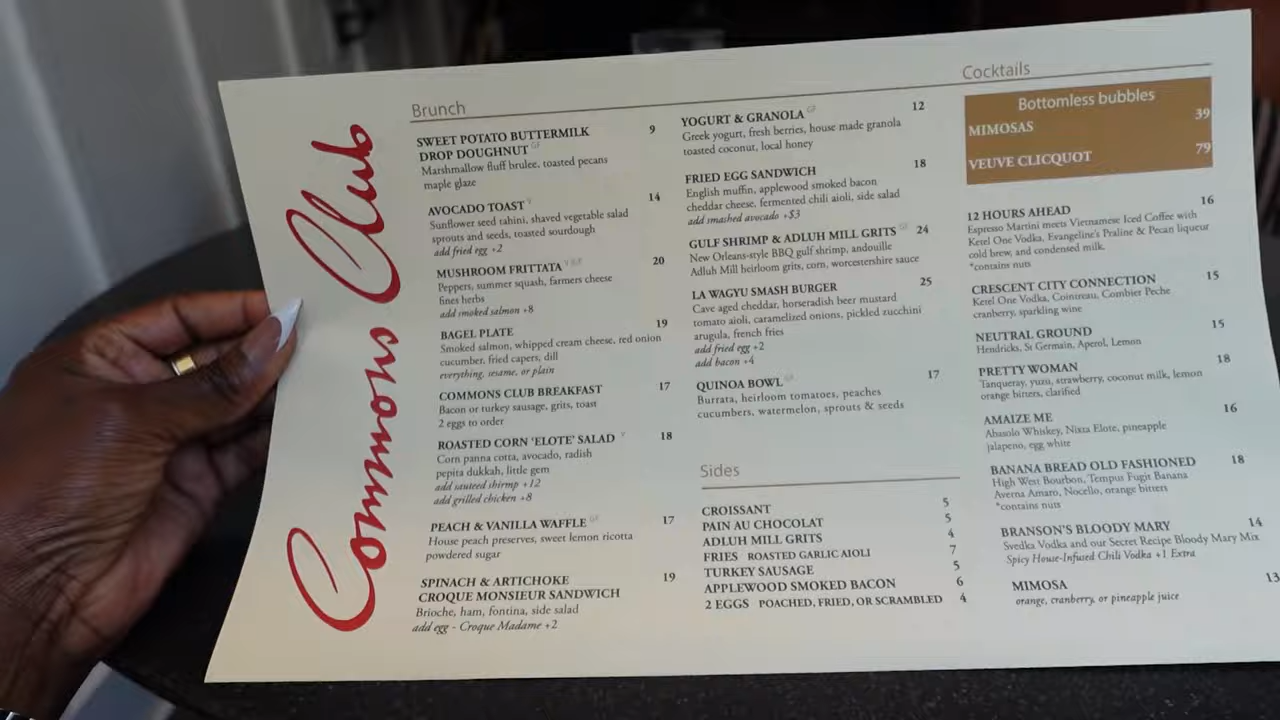 Commons Club
Brunch
SWEET POTATO BUTTERMILK 9
DROP DOUGHNUT GF
Marshmallow fluff brulee, toasted pecans
maple glaze
AVOCADO TOAST V 14
Sunflower seed tahini, shaved vegetable salad
sprouts and seeds, toasted sourdough
add fried egg +2
MUSHROOM FRITTATA V GF 20
Peppers, summer squash, farmers cheese
fines herbs
add smoked salmon +8
BAGEL PLATE 19
Smoked salmon, whipped cream cheese, red onion
cucumber, fried capers, dill
everything, sesame, or plain
COMMONS CLUB BREAKFAST 17
Bacon or turkey sausage, grits, toast
2 eggs to order
ROASTED CORN 'ELOTE' SALAD V 18
Corn panna cotta, avocado, radish
pepita dukkah, little gem
add sauteed shirmp +12
add grilled chicken +8
PEACH & VANILLA WAFFLE GF 17
House peach preserves, sweet lemon ricotta
powdered sugar
SPINACH & ARTICHOKE 19
CROQUE MONSIEUR SANDWICH
Brioche, ham, fontina, side salad
add egg - Croque Madame +2
YOGURT & GRANOLA GF 12
Greek yogurt, fresh berries, house made granola
toasted coconut, local honey
FRIED EGG SANDWICH 18
English muffin, applewood smoked bacon
cheddar cheese, fermented chili aioli, side salad
add smashed avocado +$3
GULF SHRIMP & ADLUH MILL GRITS GF 24
New Orleans-style BBQ gulf shrimp, andouille
Adluh Mill heirloom grits, corn, worcestershire sauce
LA WAGYU SMASH BURGER 25
Cave aged cheddar, horseradish beer mustard
tomato aioli, caramelized onions, pickled zucchini
arugula, french fries
add fried egg +2
add bacon +4
QUINOA BOWL GF 17
Burrata, heirloom tomatoes, peaches
cucumbers, watermelon, sprouts & seeds
Sides
CROISSANT 5
PAIN AU CHOCOLAT 5
ADLUH MILL GRITS 4
FRIES ROASTED GARLIC AIOLI 7
TURKEY SAUSAGE 5
APPLEWOOD SMOKED BACON 6
2 EGGS POACHED, FRIED, OR SCRAMBLED 4
Cocktails
Bottomless bubbles
MIMOSAS 39
VEUVE CLICQUOT 79
12 HOURS AHEAD 16
Espresso Martini meets Vietnamese Iced Coffee with
Ketel One Vodka, Evangeline's Praline & Pecan liqueur
cold brew, and condensed milk.
*contains nuts
CRESCENT CITY CONNECTION 15
Ketel One Vodka, Cointreau, Combier Peche
cranberry, sparkling wine
NEUTRAL GROUND 15
Hendricks, St Germain, Aperol, Lemon
PRETTY WOMAN 18
Tanqueray, yuzu, strawberry, coconut milk, lemon
orange bitters, clarified
AMAIZE ME 16
Abasolo Whiskey, Nixta Elote, pineapple
jalapeno, egg white
BANANA BREAD OLD FASHIONED 18
High West Bourbon, Tempus Fugit Banana
Averna Amaro, Nocello, orange bitters
*contains nuts
BRANSON'S BLOODY MARY 14
Svedka Vodka and our Secret Recipe Bloody Mary Mix
Spicy House-Infused Chili Vodka +1 Extra
MIMOSA 13
orange, cranberry, or pineapple juice